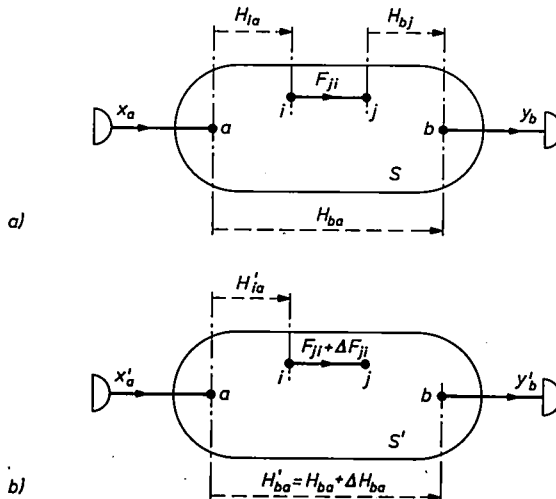 H_{ia} H_{bj}
F_{ji}
x_a a i j b y_b
S
H_{ba}
a)
H'_{ia}
F_{ji}+ΔF_{ji}
x'_a a i j b y'_b
S'
H'_{ba}=H_{ba}+ΔH_{ba}
b)